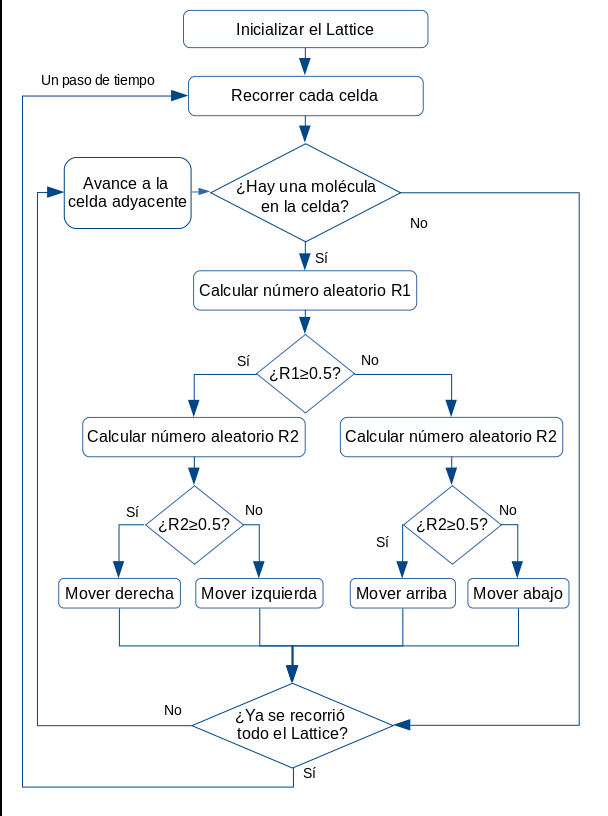 Inicializar el Lattice
Un paso de tiempo
Recorrer cada celda
Avance a la
celda adyacente
¿Hay una molécula
en la celda?
No
Sí
Calcular número aleatorio R1
Sí
¿R1≥0.5?
No
Calcular número aleatorio R2
Calcular número aleatorio R2
Sí
¿R2≥0.5?
No
Sí
¿R2≥0.5?
No
Mover derecha
Mover izquierda
Mover arriba
Mover abajo
No
¿Ya se recorrió
todo el Lattice?
Sí